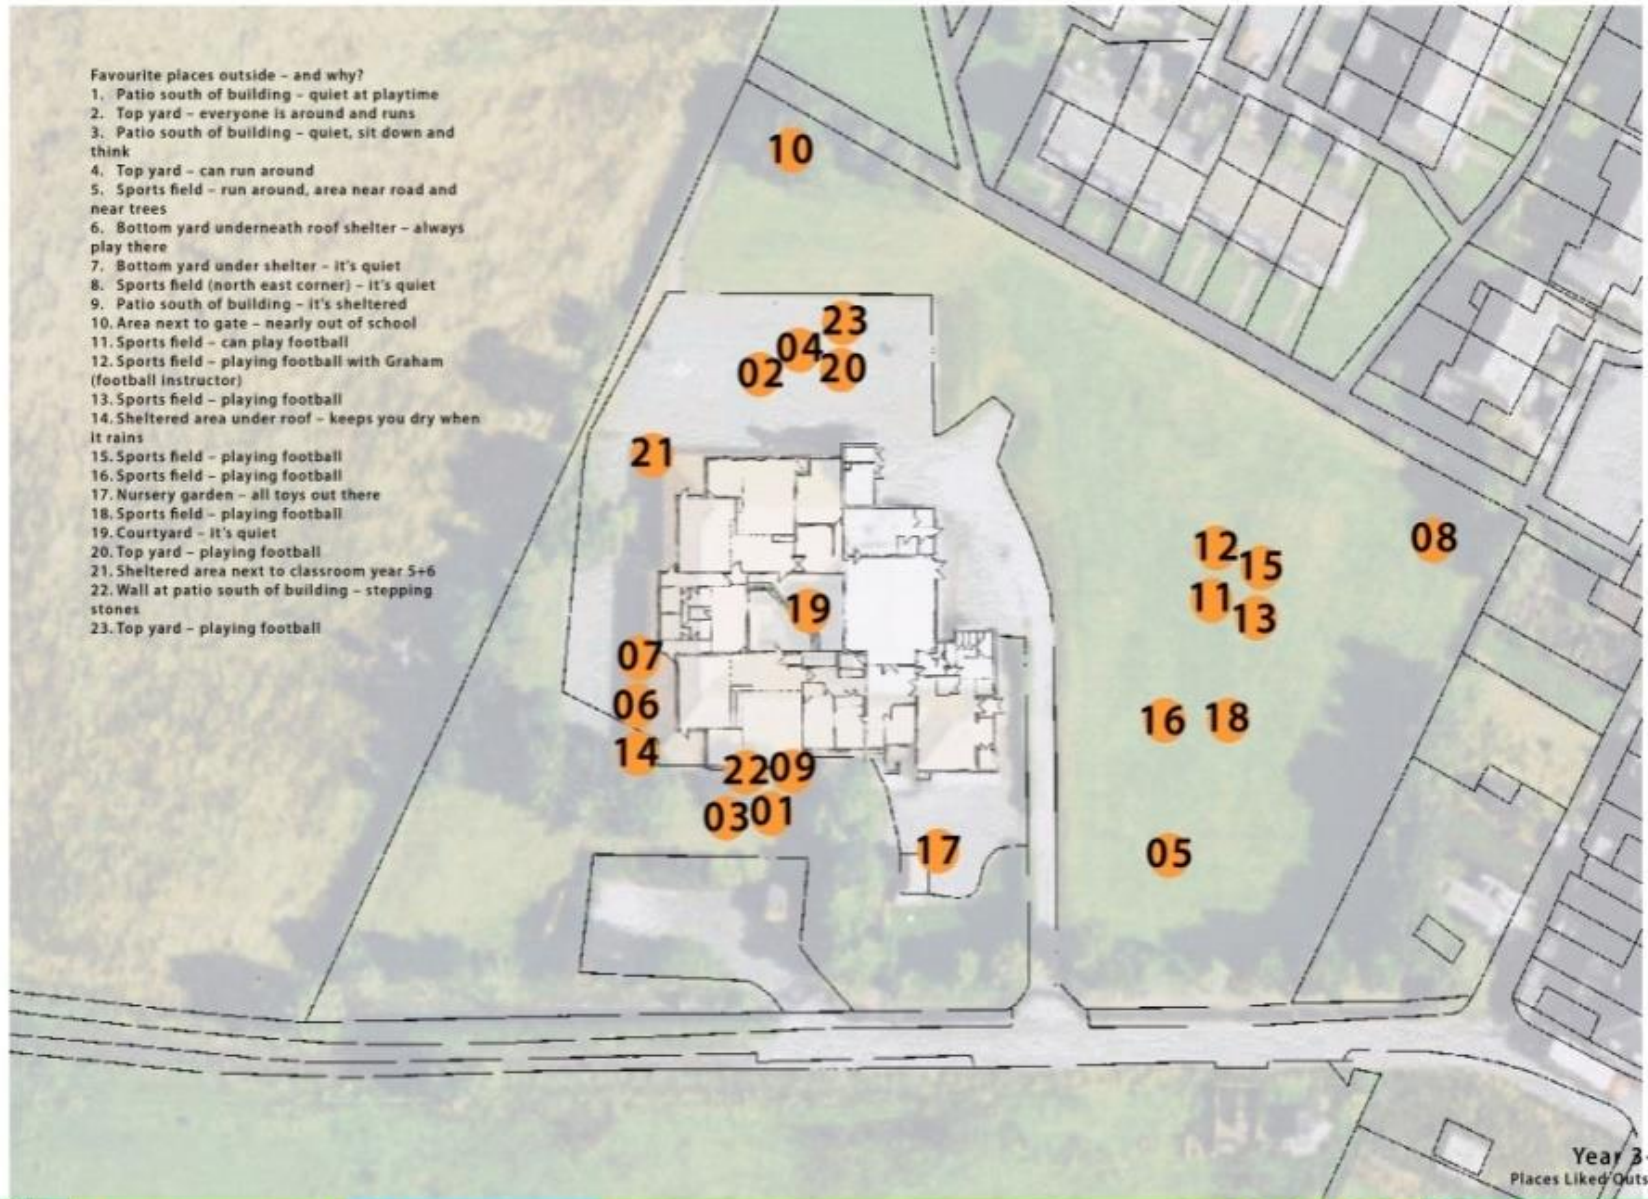 Favourite places outside – and why?
1. Patio south of building – quiet at playtime
2. Top yard – everyone is around and runs
3. Patio south of building – quiet, sit down and
think
4. Top yard – can run around
5. Sports field – run around, area near road and
near trees
6. Bottom yard underneath roof shelter – always
play there
7. Bottom yard under shelter – it's quiet
8. Sports field (north east corner) – it's quiet
9. Patio south of building – it's sheltered
10. Area next to gate – nearly out of school
11. Sports field – can play football
12. Sports field – playing football with Graham
(football instructor)
13. Sports field – playing football
14. Sheltered area under roof – keeps you dry when
it rains
15. Sports field – playing football
16. Sports field – playing football
17. Nursery garden – all toys out there
18. Sports field – playing football
19. Courtyard – it's quiet
20. Top yard – playing football
21. Sheltered area next to classroom year 5+6
22. Wall at patio south of building – stepping
stones
23. Top yard – playing football
10
23
04
02 20
21
12 15 08
11 13
19
07
06
16 18
14
22 09
03 01
17
05
Year 3
Places Liked